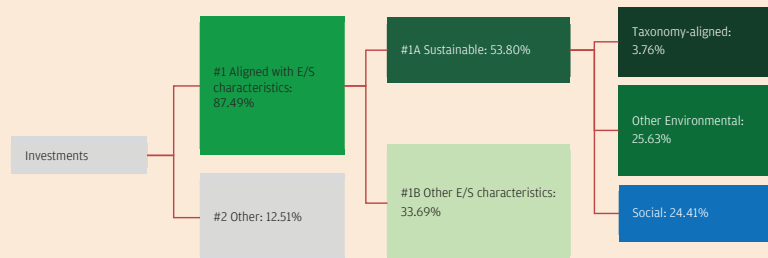 Investments
#1 Aligned with E/S
characteristics:
87.49%
#2 Other: 12.51%
#1A Sustainable: 53.80%
#1B Other E/S characteristics:
33.69%
Taxonomy-aligned:
3.76%
Other Environmental:
25.63%
Social: 24.41%